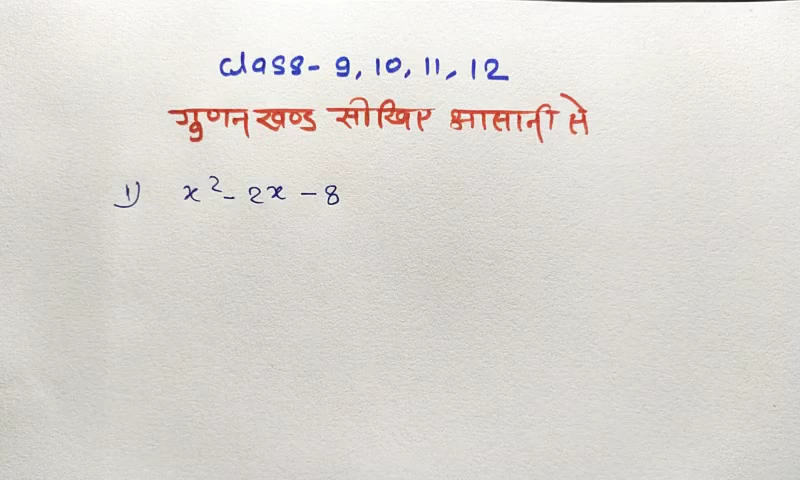 class- 9, 10, 11, 12
गुणनखण्ड सीखिए आसानी से
1) x²- 2x - 8